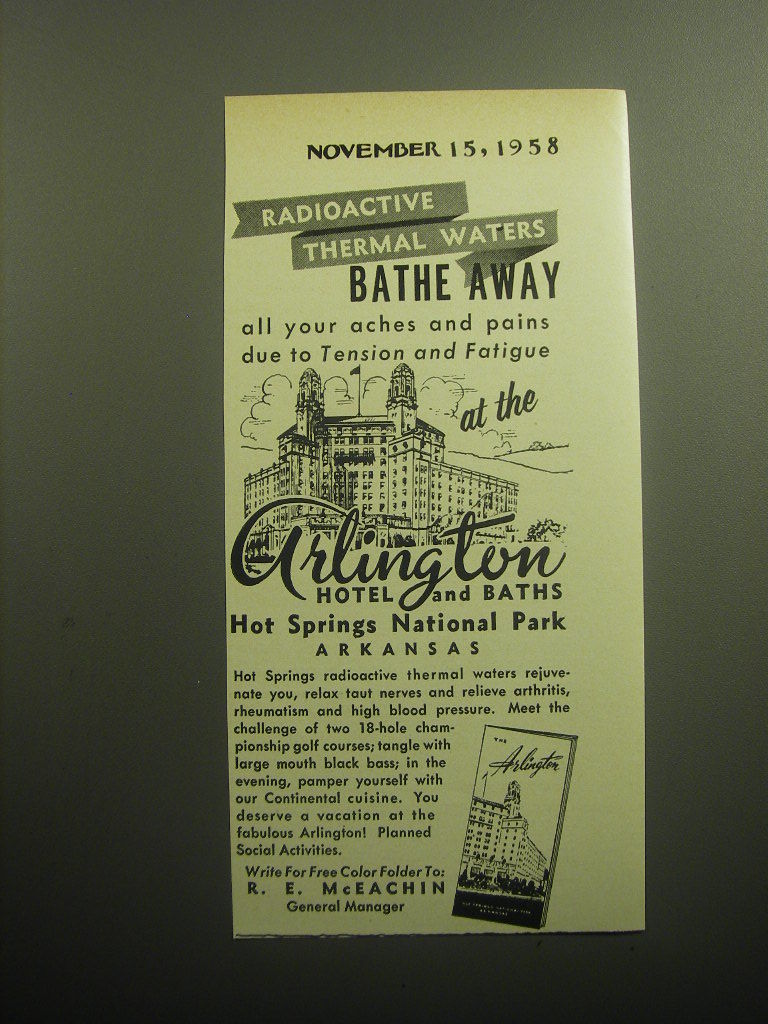 NOVEMBER 15, 1958
RADIOACTIVE
THERMAL WATERS
BATHE AWAY
all your aches and pains
due to Tension and Fatigue
at the
Arlington
HOTEL and BATHS
Hot Springs National Park
ARKANSAS
Hot Springs radioactive thermal waters rejuve-
nate you, relax taut nerves and relieve arthritis,
rheumatism and high blood pressure. Meet the
challenge of two 18-hole cham-
pionship golf courses; tangle with
large mouth black bass; in the
evening, pamper yourself with
our Continental cuisine. You
deserve a vacation at the
fabulous Arlington! Planned
Social Activities.
Write For Free Color Folder To:
R. E. McEACHIN
General Manager
THE
Arlington
HOT SPRINGS NATIONAL PARK
ARKANSAS